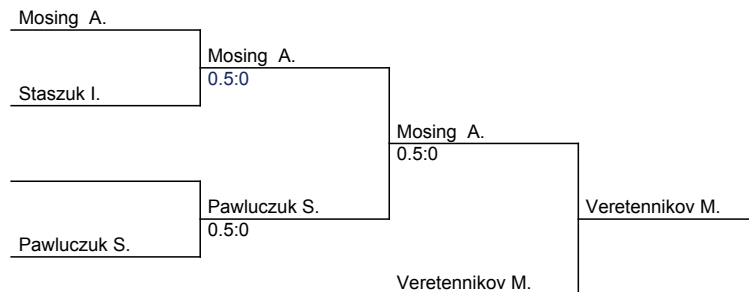 Mosing  A.
Mosing  A.
0.5:0
Staszuk I.
Mosing  A.
0.5:0
Pawluczuk S.
0.5:0
Veretennikov M.
Pawluczuk S.
Veretennikov M.